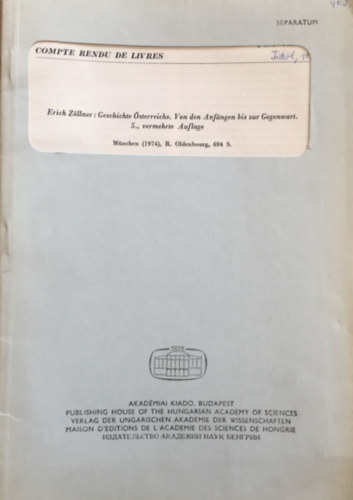 SEPARATUM
COMPTE RENDU DE LIVRES
Erich Zöllner: Geschichte Österreichs. Von den Anfängen bis zur Gegenwart.
5., vermehrte Auflage
München (1974), R. Oldenbourg, 694 S.
AKADÉMIAI KIADÓ, BUDAPEST
PUBLISHING HOUSE OF THE HUNGARIAN ACADEMY OF SCIENCES
VERLAG DER UNGARISCHEN AKADEMIE DER WISSENSCHAFTEN
MAISON D'EDITIONS DE L'ACADEMIE DES SCIENCES DE HONGRIE
ИЗДАТЕЛЬСТВО АКАДЕМИИ НАУК ВЕНГРИИ